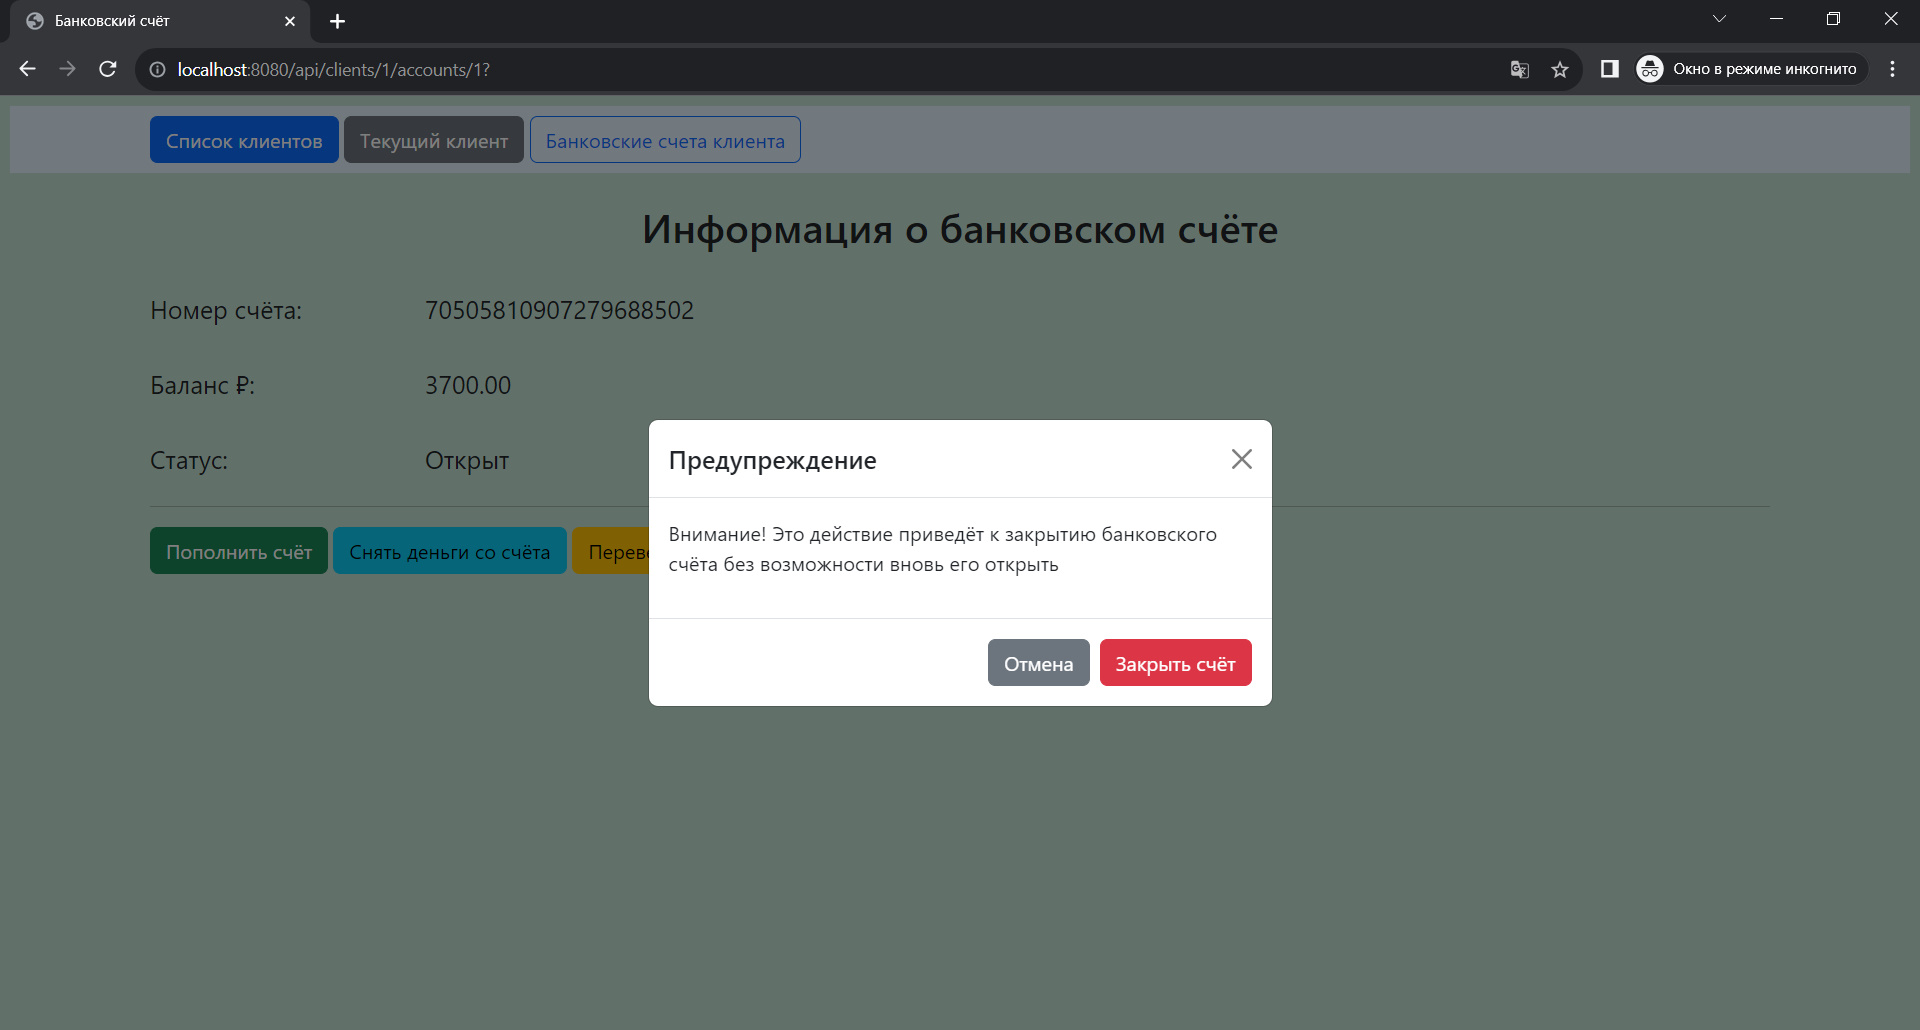 Банковский счёт
localhost:8080/api/clients/1/accounts/1?
Окно в режиме инкогнито
Список клиентов
Текущий клиент
Банковские счета клиента
Информация о банковском счёте
Номер счёта: 70505810907279688502
Баланс ₽: 3700.00
Статус: Открыт
Пополнить счёт
Снять деньги со счёта
Предупреждение
Внимание! Это действие приведёт к закрытию банковского
счёта без возможности вновь его открыть
Отмена
Закрыть счёт